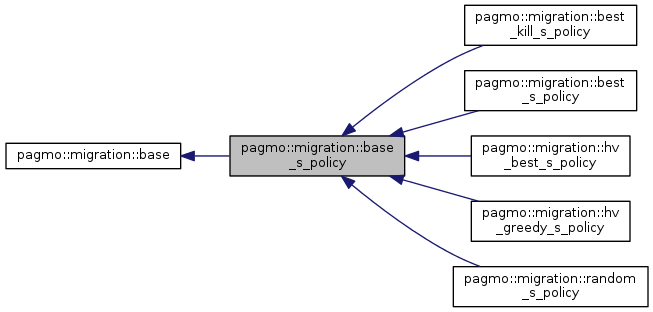 pagmo::migration::best
_kill_s_policy
pagmo::migration::best
_s_policy
pagmo::migration::base
pagmo::migration::base
_s_policy
pagmo::migration::hv
_best_s_policy
pagmo::migration::hv
_greedy_s_policy
pagmo::migration::random
_s_policy